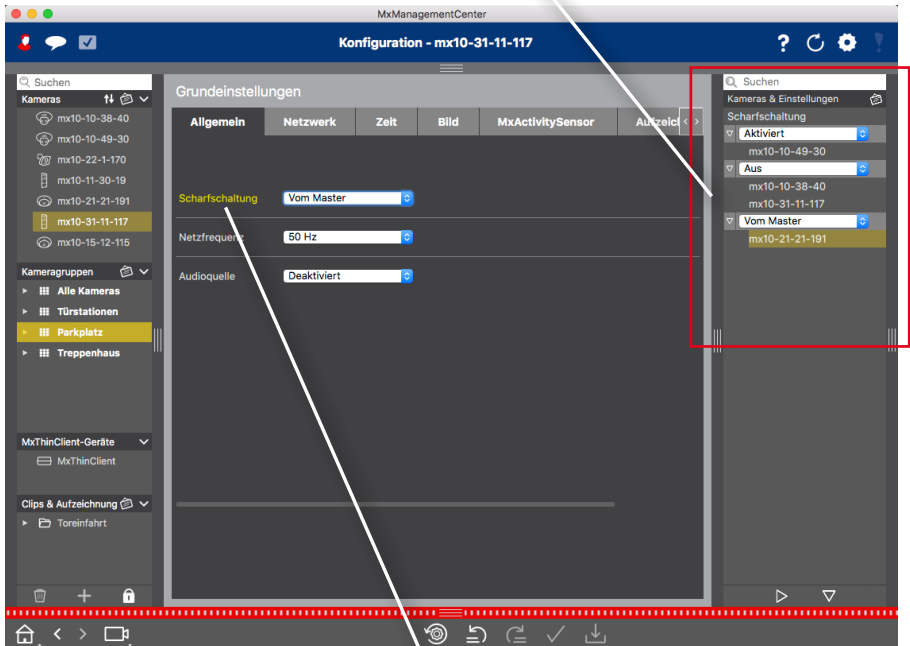 MxManagementCenter
Konfiguration - mx10-31-11-117
?
Suchen
Kameras
mx10-10-38-40
mx10-10-49-30
mx10-22-1-170
mx10-11-30-19
mx10-21-21-191
mx10-31-11-117
mx10-15-12-115
Kameragruppen
Alle Kameras
Türstationen
Parkplatz
Treppenhaus
MxThinClient-Geräte
MxThinClient
Clips & Aufzeichnung
Toreinfahrt
Grundeinstellungen
Allgemein Netzwerk Zeit Bild MxActivitySensor
Scharfschaltung Vom Master
Netzfrequenz 50 Hz
Audioquelle Deaktiviert
Suchen
Kameras & Einstellungen
Scharfschaltung
Aktiviert
mx10-10-49-30
Aus
mx10-10-38-40
mx10-31-11-117
Vom Master
mx10-21-21-191